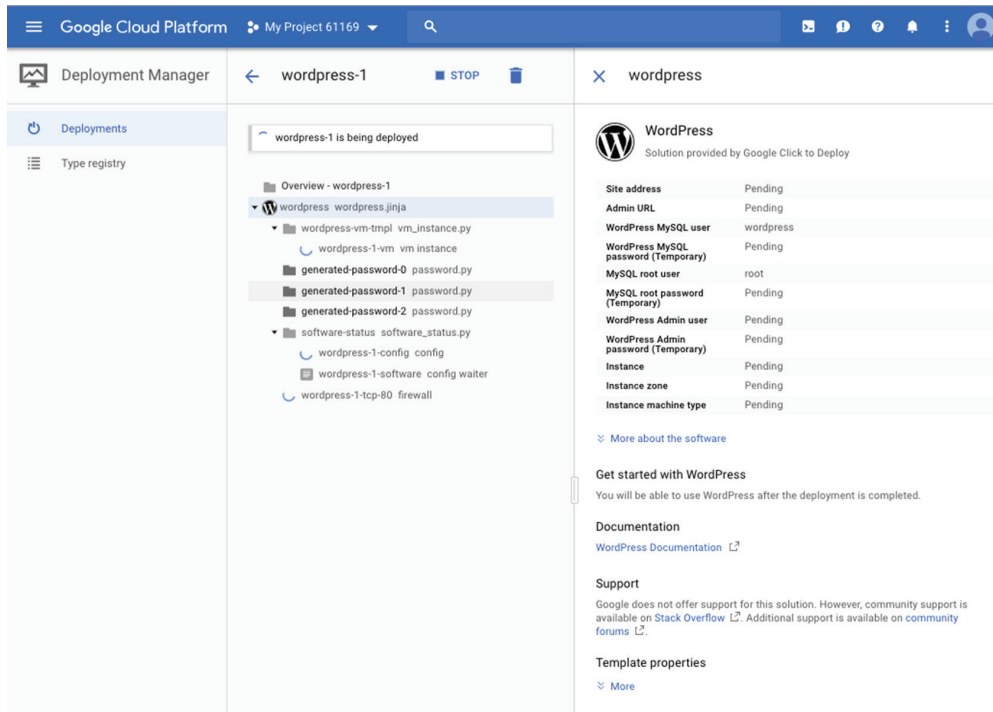 Google Cloud Platform
My Project 61169
Deployment Manager
Deployments
Type registry
wordpress-1
STOP
wordpress-1 is being deployed
Overview - wordpress-1
wordpress wordpress.jinja
wordpress-vm-tmpl vm_instance.py
wordpress-1-vm vm instance
generated-password-0 password.py
generated-password-1 password.py
generated-password-2 password.py
software-status software_status.py
wordpress-1-config config
wordpress-1-software config waiter
wordpress-1-tcp-80 firewall
wordpress
WordPress
Solution provided by Google Click to Deploy
Site address Pending
Admin URL Pending
WordPress MySQL user wordpress
WordPress MySQL Pending
password (Temporary)
MySQL root user root
MySQL root password Pending
(Temporary)
WordPress Admin user Pending
WordPress Admin Pending
password (Temporary)
Instance Pending
Instance zone Pending
Instance machine type Pending
More about the software
Get started with WordPress
You will be able to use WordPress after the deployment is completed.
Documentation
WordPress Documentation
Support
Google does not offer support for this solution. However, community support is
available on Stack Overflow. Additional support is available on community
forums.
Template properties
More